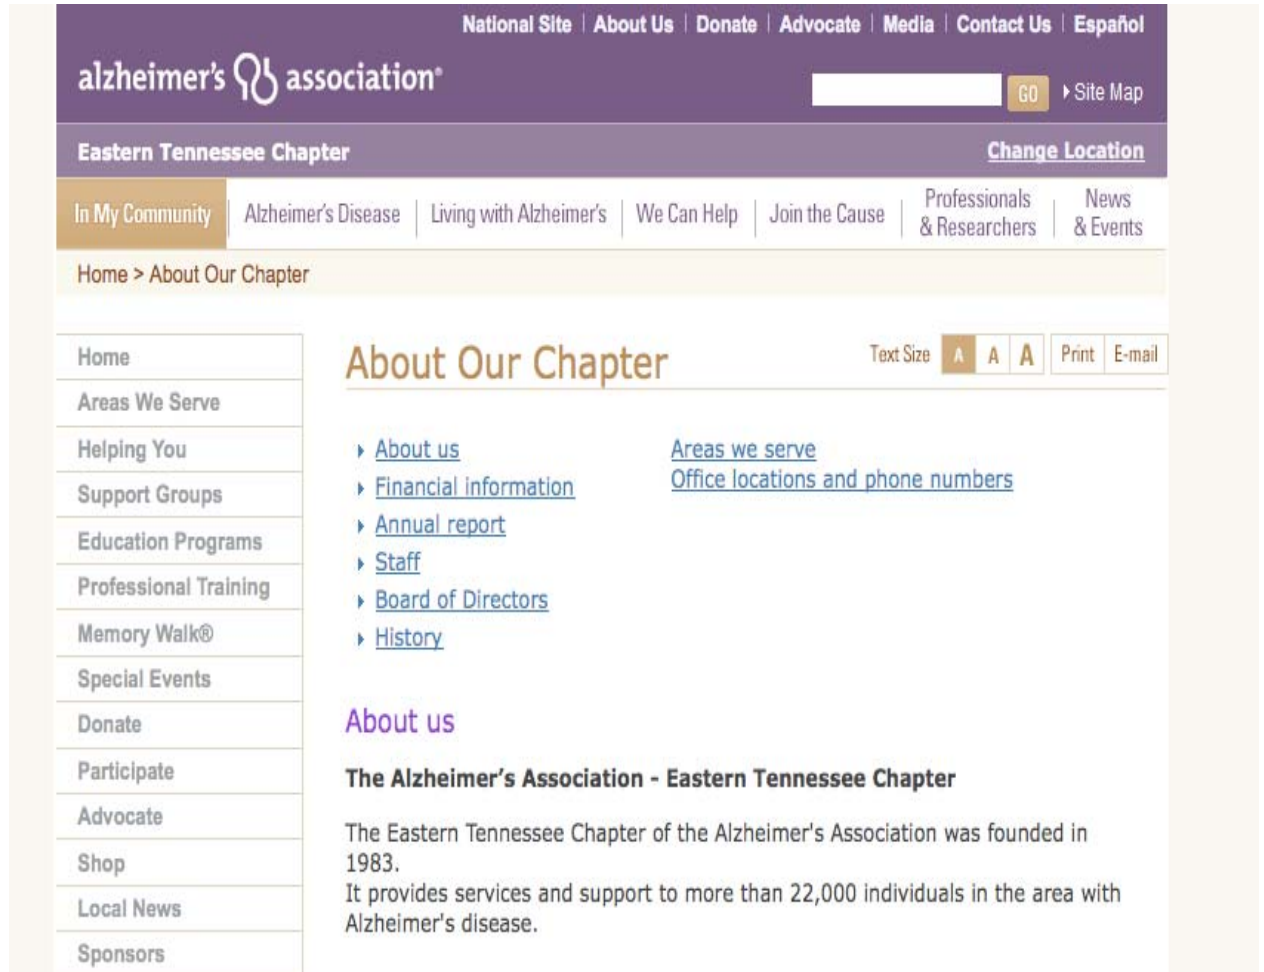 National Site | About Us | Donate | Advocate | Media | Contact Us | Español
alzheimer's association®
GO Site Map
Eastern Tennessee Chapter Change Location
In My Community | Alzheimer's Disease | Living with Alzheimer's | We Can Help | Join the Cause | Professionals & Researchers | News & Events
Home > About Our Chapter
Home
Areas We Serve
Helping You
Support Groups
Education Programs
Professional Training
Memory Walk®
Special Events
Donate
Participate
Advocate
Shop
Local News
Sponsors
About Our Chapter
Text Size A A A Print E-mail
About us
Financial information
Annual report
Staff
Board of Directors
History
Areas we serve
Office locations and phone numbers
About us
The Alzheimer's Association - Eastern Tennessee Chapter
The Eastern Tennessee Chapter of the Alzheimer's Association was founded in
1983.
It provides services and support to more than 22,000 individuals in the area with
Alzheimer's disease.